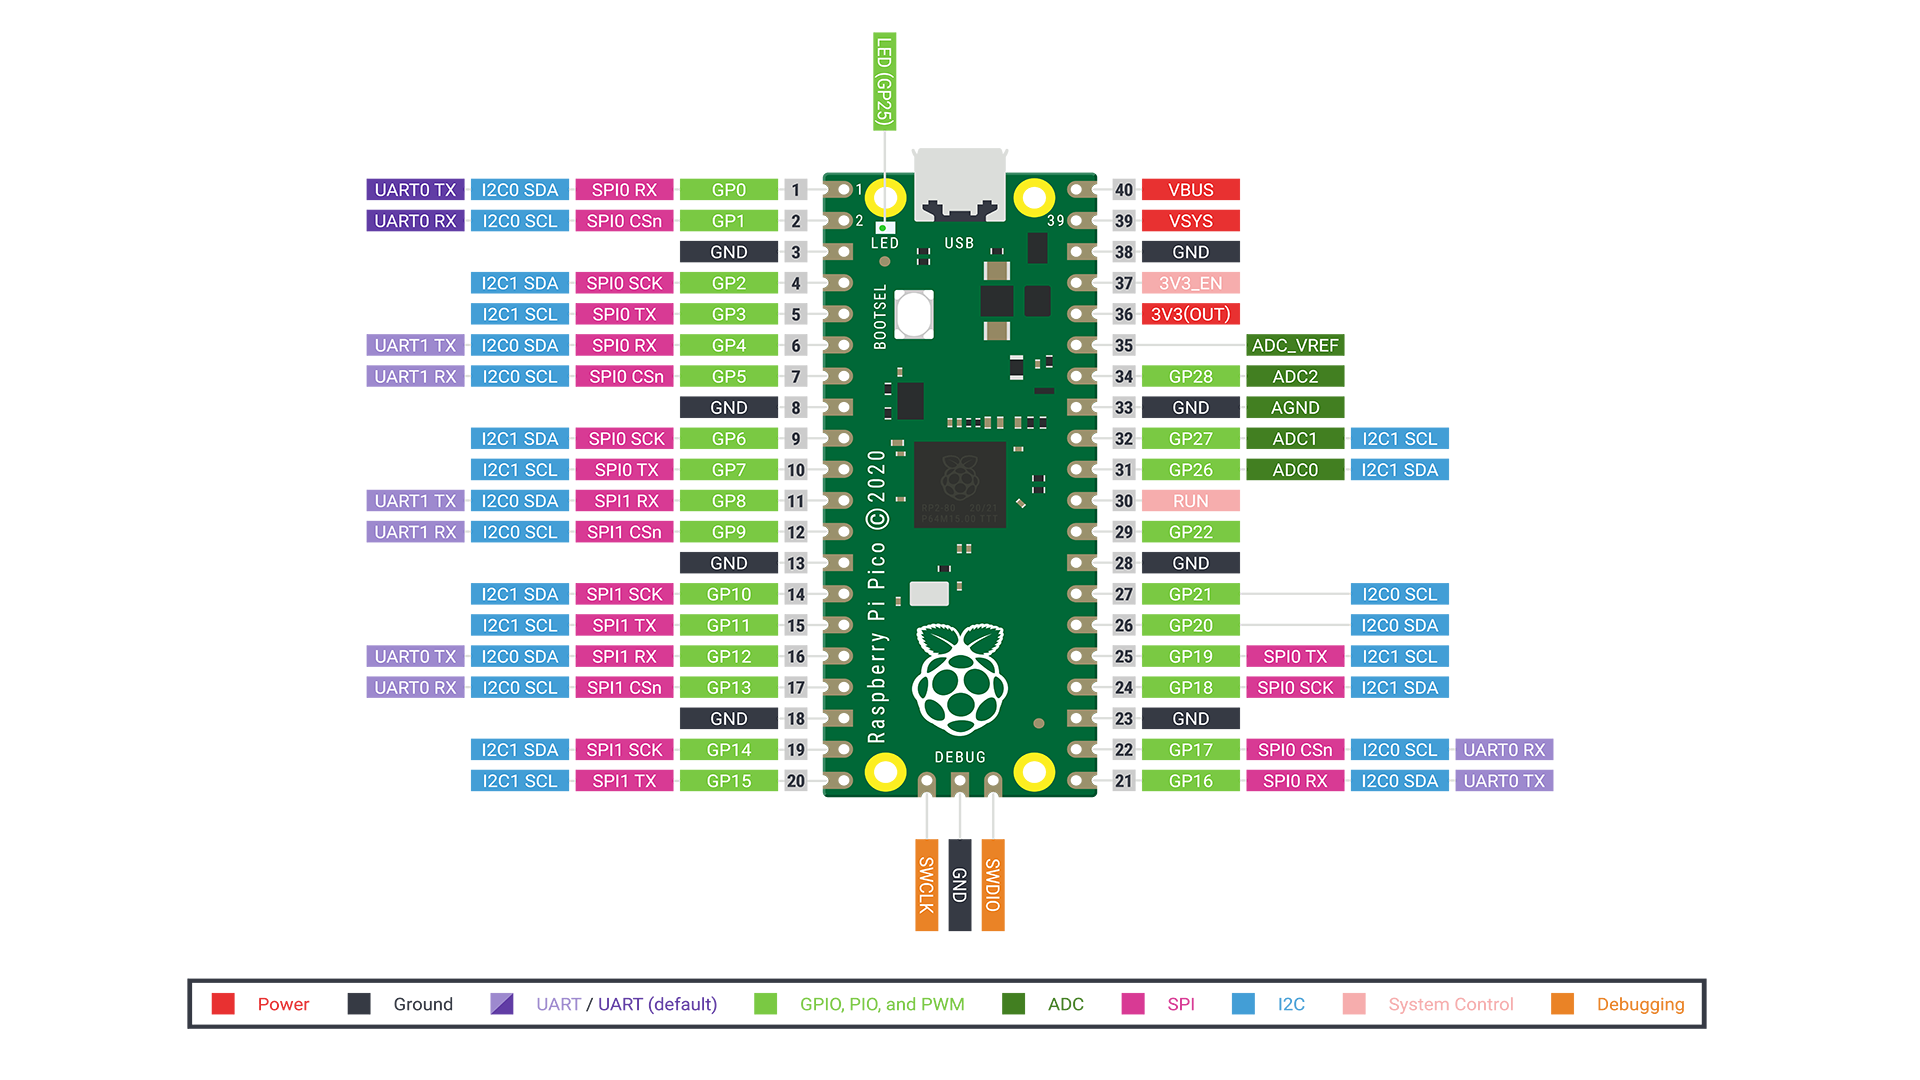 LED (GP25)
UART0 TX I2C0 SDA SPI0 RX GP0 1 1 40 VBUS
UART0 RX I2C0 SCL SPI0 CSn GP1 2 2 39 39 VSYS
LED USB
GND 3 38 GND
I2C1 SDA SPI0 SCK GP2 4 37 3V3_EN
I2C1 SCL SPI0 TX GP3 5 36 3V3(OUT)
BOOTSEL
UART1 TX I2C0 SDA SPI0 RX GP4 6 35 ADC_VREF
UART1 RX I2C0 SCL SPI0 CSn GP5 7 34 GP28 ADC2
GND 8 33 GND AGND
I2C1 SDA SPI0 SCK GP6 9 32 GP27 ADC1 I2C1 SCL
I2C1 SCL SPI0 TX GP7 10 31 GP26 ADC0 I2C1 SDA
UART1 TX I2C0 SDA SPI1 RX GP8 11 30 RUN
UART1 RX I2C0 SCL SPI1 CSn GP9 12 29 GP22
GND 13 28 GND
I2C1 SDA SPI1 SCK GP10 14 27 GP21 I2C0 SCL
I2C1 SCL SPI1 TX GP11 15 26 GP20 I2C0 SDA
Raspberry Pi Pico ©2020
UART0 TX I2C0 SDA SPI1 RX GP12 16 25 GP19 SPI0 TX I2C1 SCL
UART0 RX I2C0 SCL SPI1 CSn GP13 17 24 GP18 SPI0 SCK I2C1 SDA
GND 18 23 GND
I2C1 SDA SPI1 SCK GP14 19 22 GP17 SPI0 CSn I2C0 SCL UART0 RX
DEBUG
I2C1 SCL SPI1 TX GP15 20 21 GP16 SPI0 RX I2C0 SDA UART0 TX
SWCLK
GND
SWDIO
Power Ground UART / UART (default) GPIO, PIO, and PWM ADC SPI I2C System Control Debugging